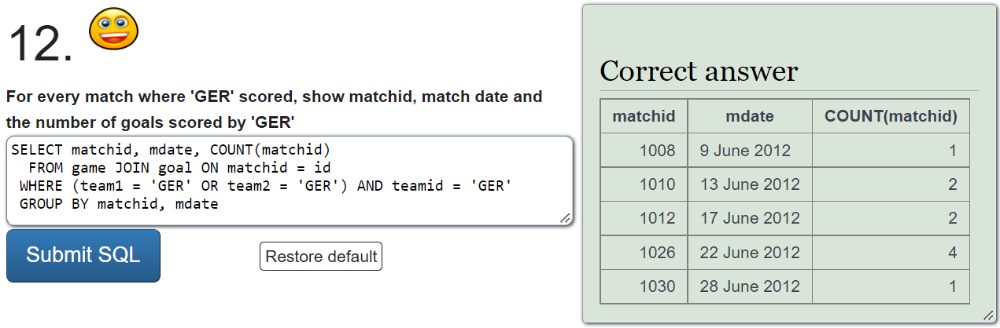 12.
For every match where 'GER' scored, show matchid, match date and
the number of goals scored by 'GER'
SELECT matchid, mdate, COUNT(matchid)
FROM game JOIN goal ON matchid = id
WHERE (team1 = 'GER' OR team2 = 'GER') AND teamid = 'GER'
GROUP BY matchid, mdate
Submit SQL
Restore default
Correct answer
matchid mdate COUNT(matchid)
1008 9 June 2012 1
1010 13 June 2012 2
1012 17 June 2012 2
1026 22 June 2012 4
1030 28 June 2012 1